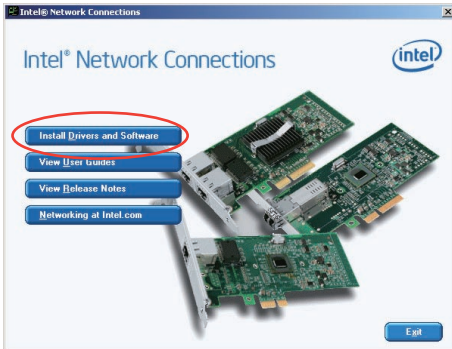 Intel® Network Connections
Intel® Network Connections
intel
Install Drivers and Software
View User Guides
View Release Notes
Networking at Intel.com
Exit